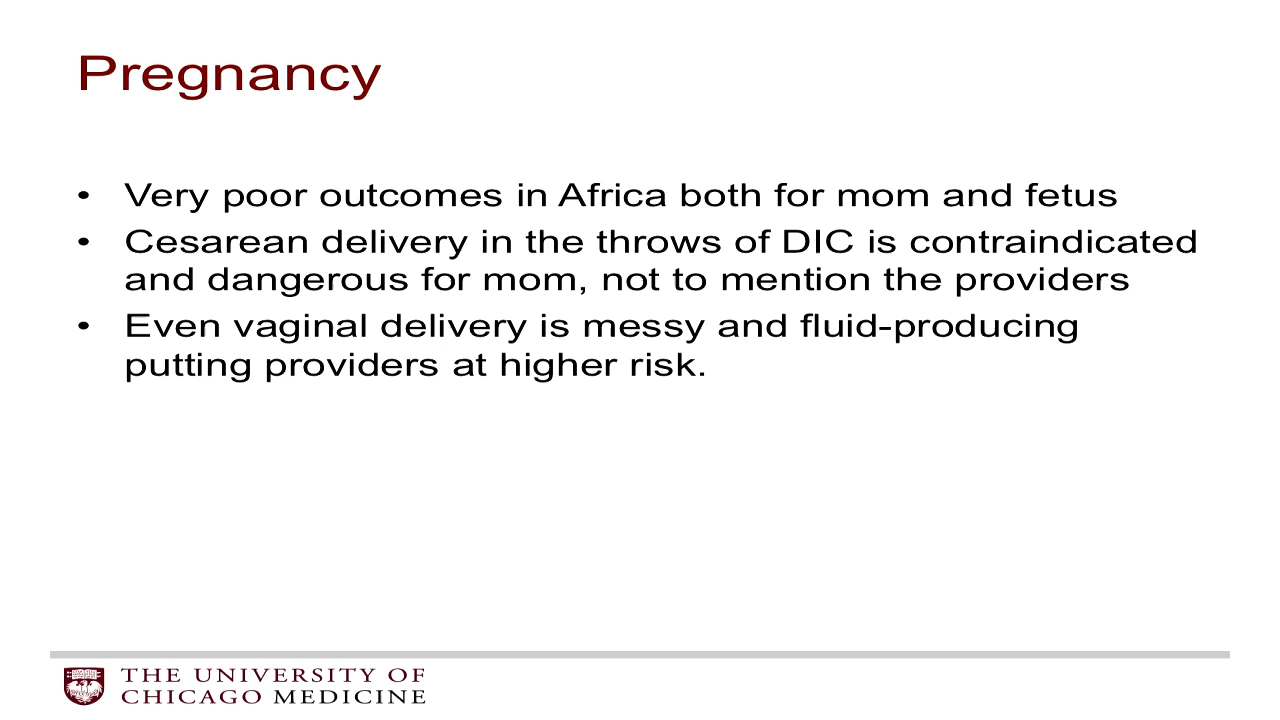 Pregnancy
• Very poor outcomes in Africa both for mom and fetus
• Cesarean delivery in the throws of DIC is contraindicated
and dangerous for mom, not to mention the providers
• Even vaginal delivery is messy and fluid-producing
putting providers at higher risk.
THE UNIVERSITY OF
CHICAGO MEDICINE